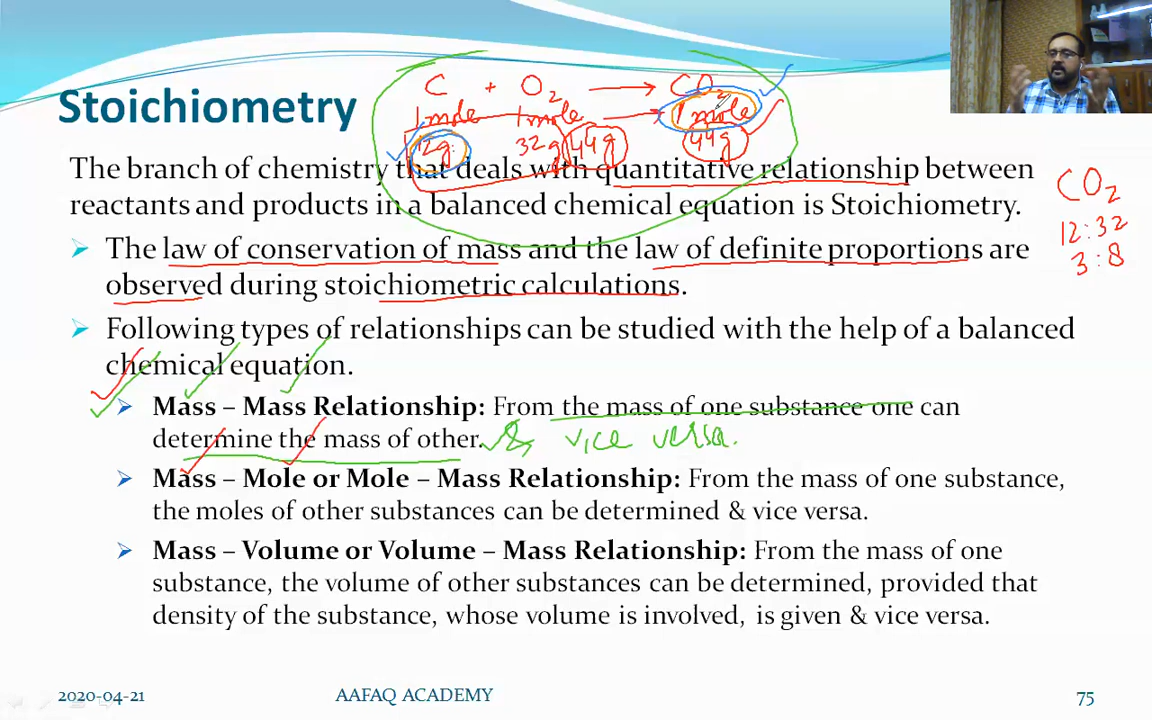 C + O2 → CO2
Stoichiometry
1 mole 1 mole → 1 mole
12g 32g 44g 44g
The branch of chemistry that deals with quantitative relationship between
reactants and products in a balanced chemical equation is Stoichiometry.
CO2
12:32
3:8
The law of conservation of mass and the law of definite proportions are
observed during stoichiometric calculations.
Following types of relationships can be studied with the help of a balanced
chemical equation.
Mass – Mass Relationship: From the mass of one substance one can
determine the mass of other. & vice versa.
Mass – Mole or Mole – Mass Relationship: From the mass of one substance,
the moles of other substances can be determined & vice versa.
Mass – Volume or Volume – Mass Relationship: From the mass of one
substance, the volume of other substances can be determined, provided that
density of the substance, whose volume is involved, is given & vice versa.
2020-04-21 AAFAQ ACADEMY 75